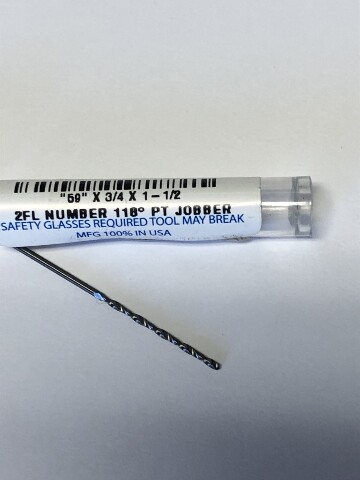 "59" X 3/4 X 1-1/2
2FL NUMBER 118° PT JOBBER
SAFETY GLASSES REQUIRED TOOL MAY BREAK
MFG 100% IN USA